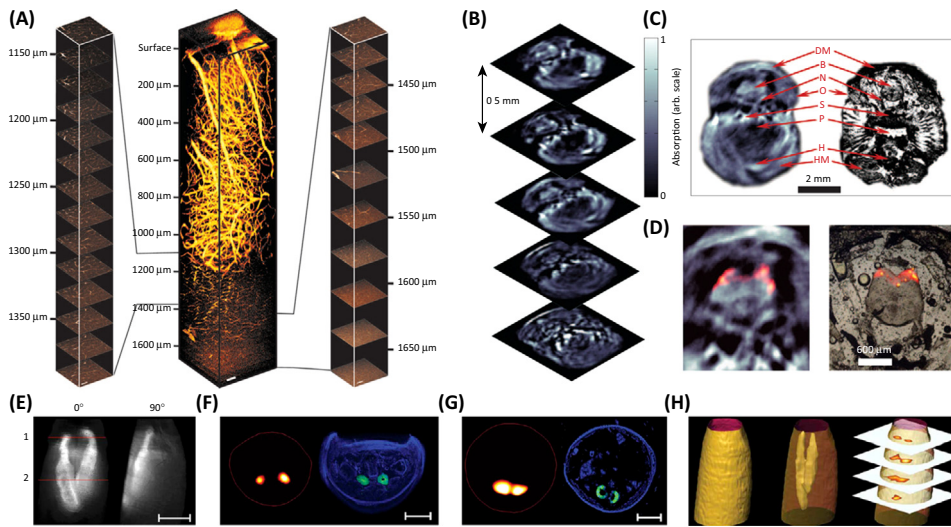 (A)
1150 µm
1200 µm
1250 µm
1300 µm
1350 µm
Surface
200 µm
400 µm
600 µm
800 µm
1000 µm
1200 µm
1400 µm
1600 µm
1450 µm
1500 µm
1550 µm
1600 µm
1650 µm
(B)
0 5 mm
1
Absorption (arb. scale)
0
(C)
DM
B
N
O
S
P
H
HM
2 mm
(D)
600 µm
(E)
0°
90°
1
2
(F)
(G)
(H)